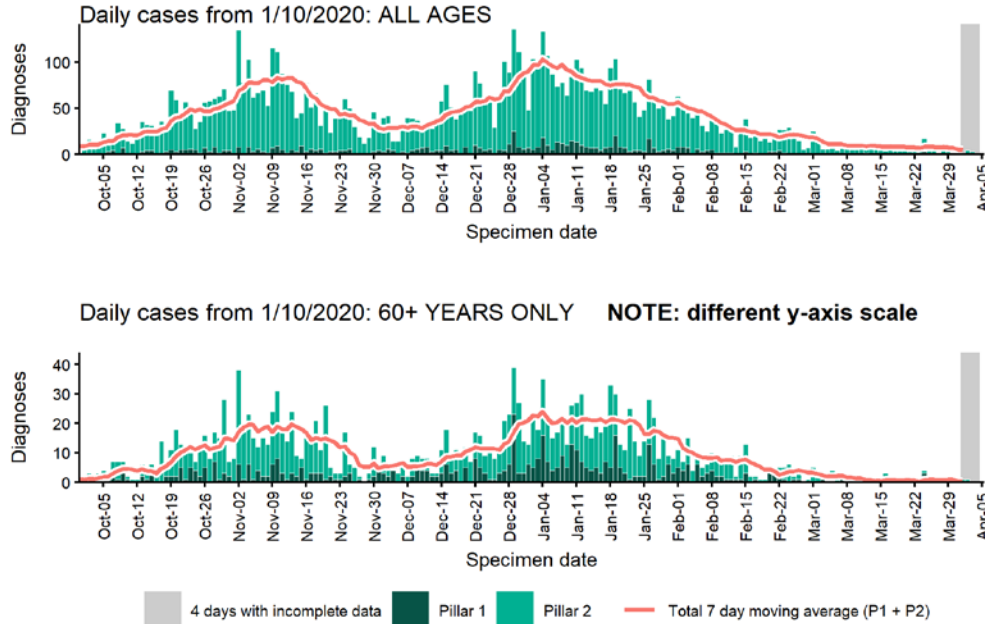 Daily cases from 1/10/2020: ALL AGES
Diagnoses
100
50
0
Oct-05 Oct-12 Oct-19 Oct-26 Nov-02 Nov-09 Nov-16 Nov-23 Nov-30 Dec-07 Dec-14 Dec-21 Dec-28 Jan-04 Jan-11 Jan-18 Jan-25 Feb-01 Feb-08 Feb-15 Feb-22 Mar-01 Mar-08 Mar-15 Mar-22 Mar-29 Apr-05
Specimen date
Daily cases from 1/10/2020: 60+ YEARS ONLY NOTE: different y-axis scale
Diagnoses
40
30
20
10
0
Oct-05 Oct-12 Oct-19 Oct-26 Nov-02 Nov-09 Nov-16 Nov-23 Nov-30 Dec-07 Dec-14 Dec-21 Dec-28 Jan-04 Jan-11 Jan-18 Jan-25 Feb-01 Feb-08 Feb-15 Feb-22 Mar-01 Mar-08 Mar-15 Mar-22 Mar-29 Apr-05
Specimen date
4 days with incomplete data Pillar 1 Pillar 2 Total 7 day moving average (P1 + P2)